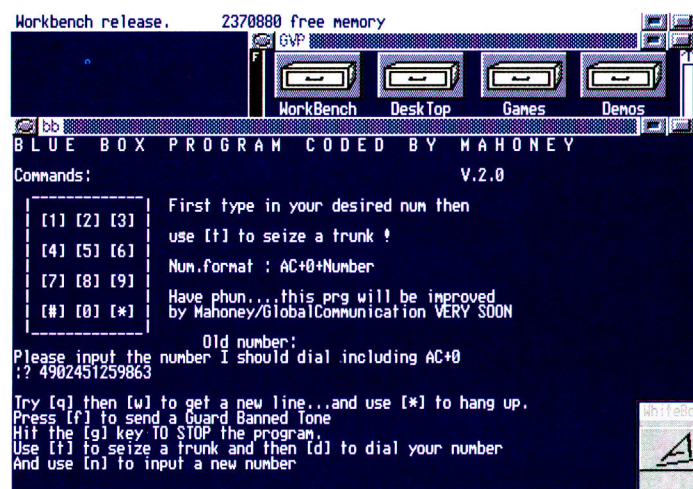 Workbench release. 2370880 free memory
GVP
F
WorkBench DeskTop Games Demos
bb
BLUE BOX PROGRAM CODED BY MAHONEY
Commands: V.2.0
First type in your desired num then
[1] [2] [3]
use [t] to seize a trunk !
[4] [5] [6]
Num.format : AC+0+Number
[7] [8] [9]
Have phun....this prg will be improved
[#] [0] [*] by Mahoney/GlobalCommunication VERY SOON
Old number:
Please input the number I should dial including AC+0
:? 4902451259863
Try [q] then [w] to get a new line...and use [*] to hang up.
Press [f] to send a Guard Banned Tone
Hit the [g] key TO STOP the program.
Use [t] to seize a trunk and then [d] to dial your number
And use [n] to input a new number